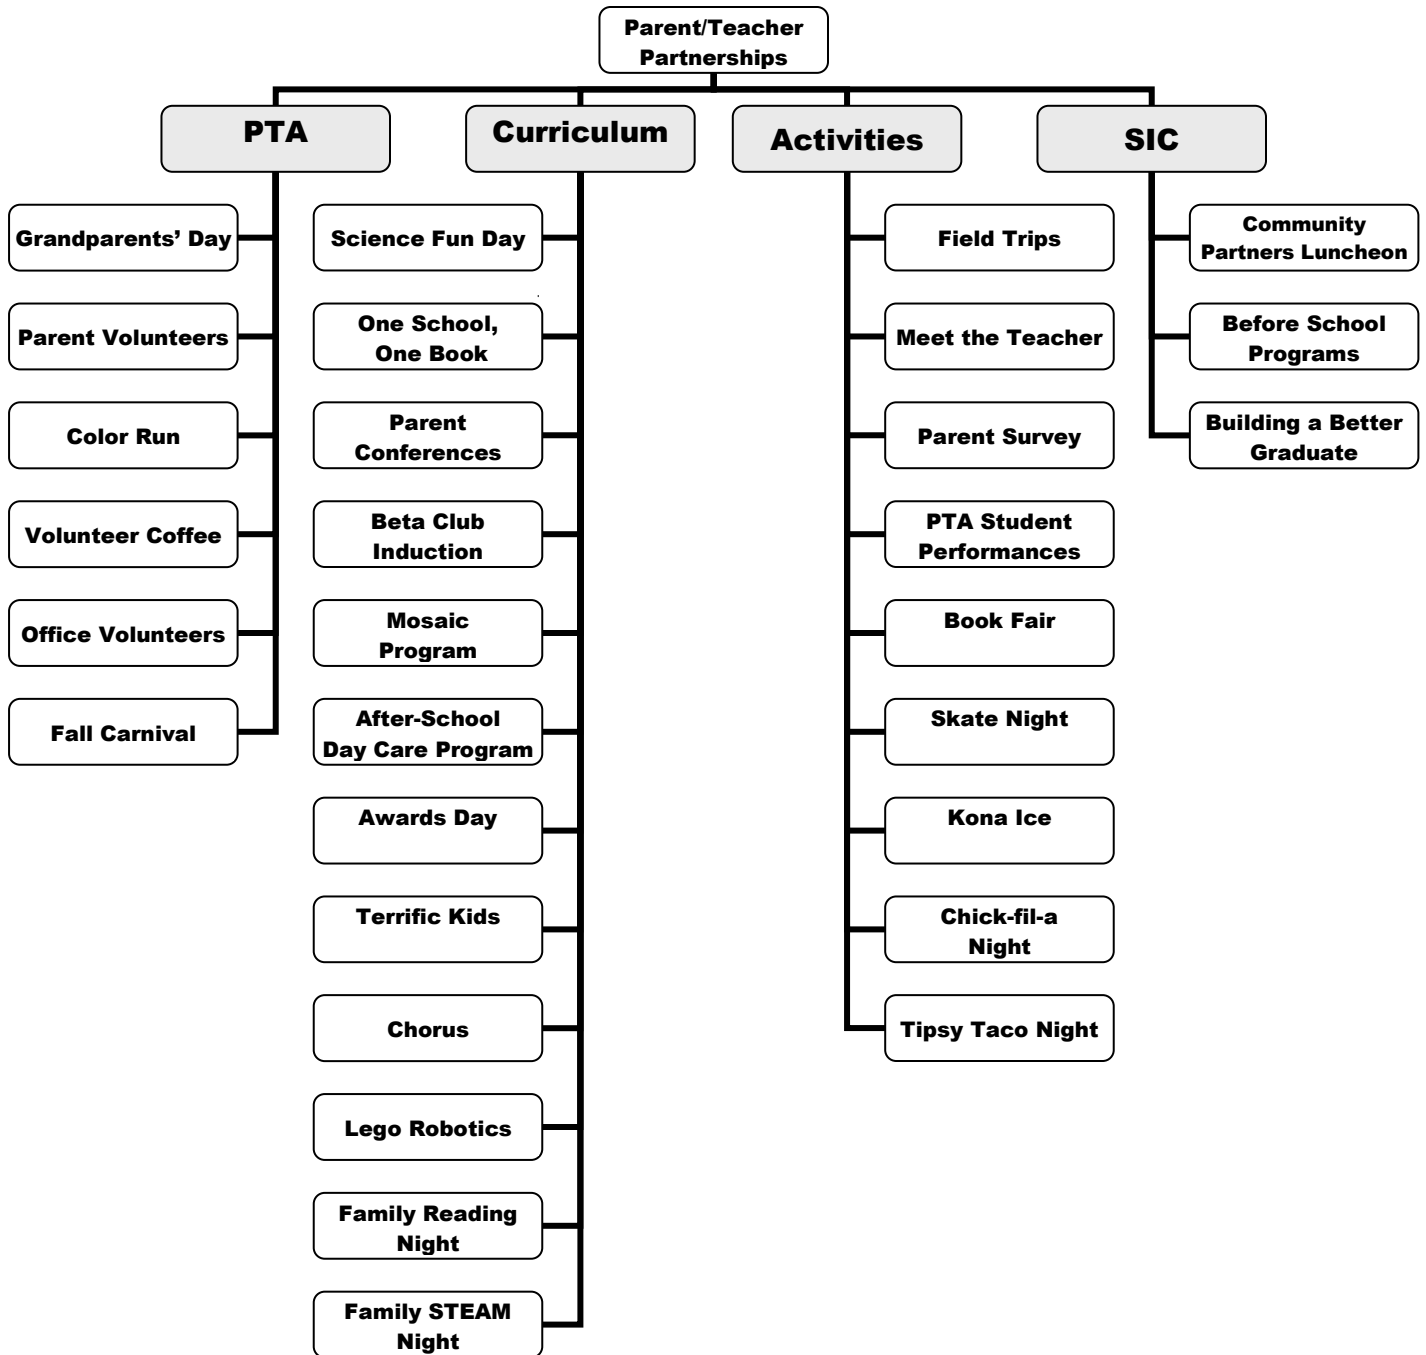 Parent/Teacher
Partnerships
PTA
Curriculum
Activities
SIC
Grandparents’ Day
Parent Volunteers
Color Run
Volunteer Coffee
Office Volunteers
Fall Carnival
Science Fun Day
One School,
One Book
Parent
Conferences
Beta Club
Induction
Mosaic
Program
After-School
Day Care Program
Awards Day
Terrific Kids
Chorus
Lego Robotics
Family Reading
Night
Family STEAM
Night
Field Trips
Meet the Teacher
Parent Survey
PTA Student
Performances
Book Fair
Skate Night
Kona Ice
Chick-fil-a
Night
Tipsy Taco Night
Community
Partners Luncheon
Before School
Programs
Building a Better
Graduate